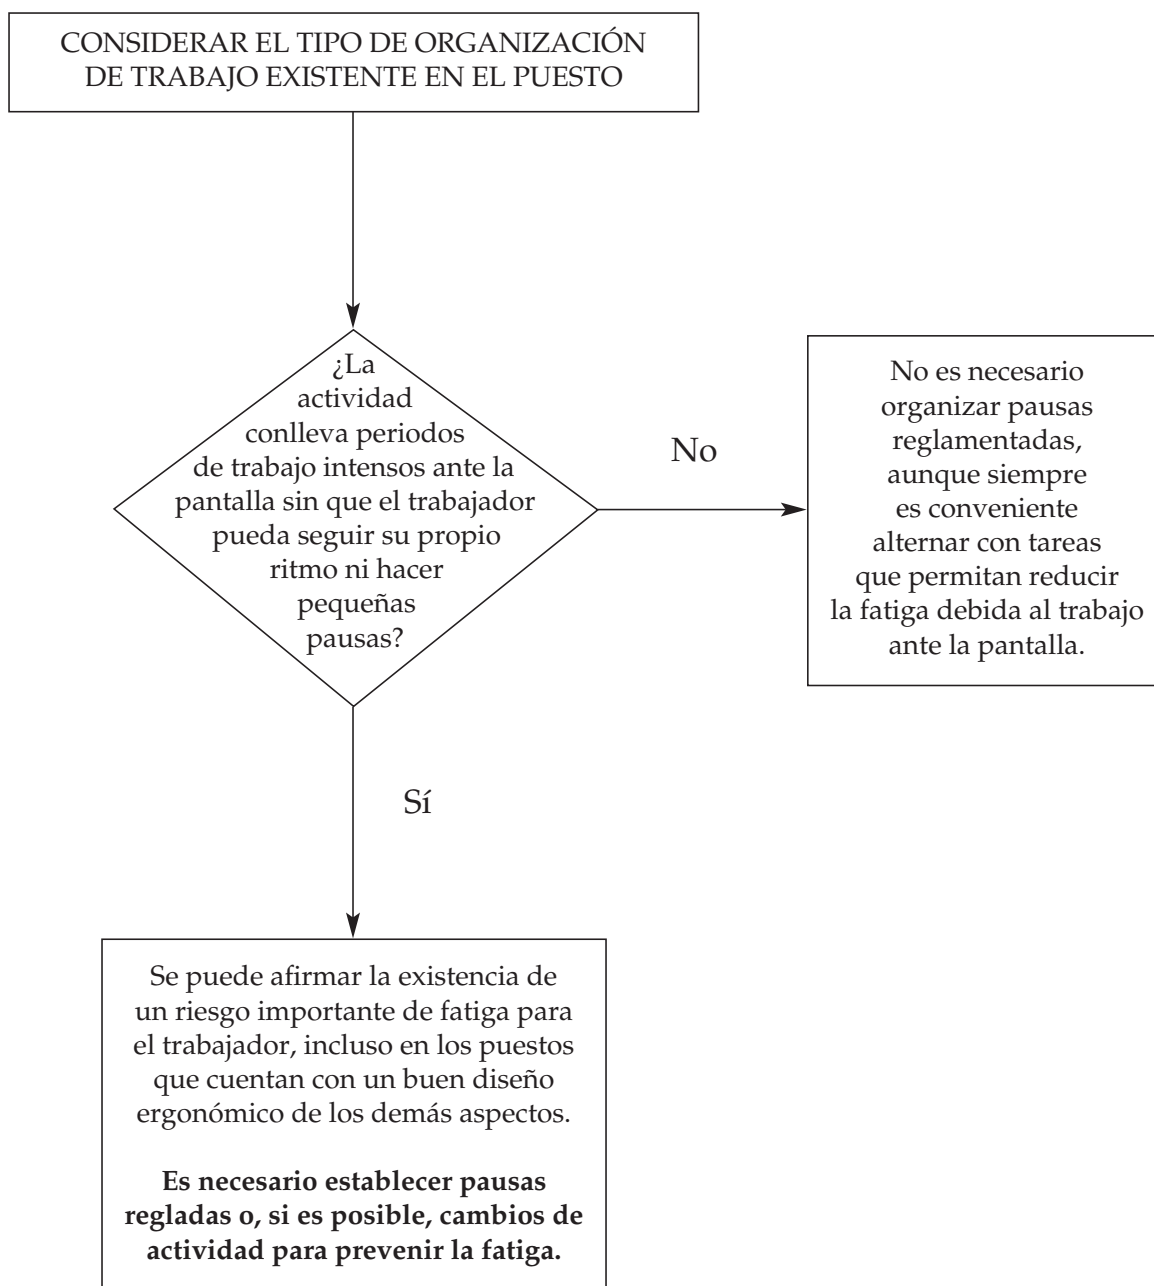 CONSIDERAR EL TIPO DE ORGANIZACIÓN
DE TRABAJO EXISTENTE EN EL PUESTO
¿La
actividad
conlleva periodos
de trabajo intensos ante la
pantalla sin que el trabajador
pueda seguir su propio
ritmo ni hacer
pequeñas
pausas?
No
No es necesario
organizar pausas
reglamentadas,
aunque siempre
es conveniente
alternar con tareas
que permitan reducir
la fatiga debida al trabajo
ante la pantalla.
Sí
Se puede afirmar la existencia de
un riesgo importante de fatiga para
el trabajador, incluso en los puestos
que cuentan con un buen diseño
ergonómico de los demás aspectos.
Es necesario establecer pausas
regladas o, si es posible, cambios de
actividad para prevenir la fatiga.